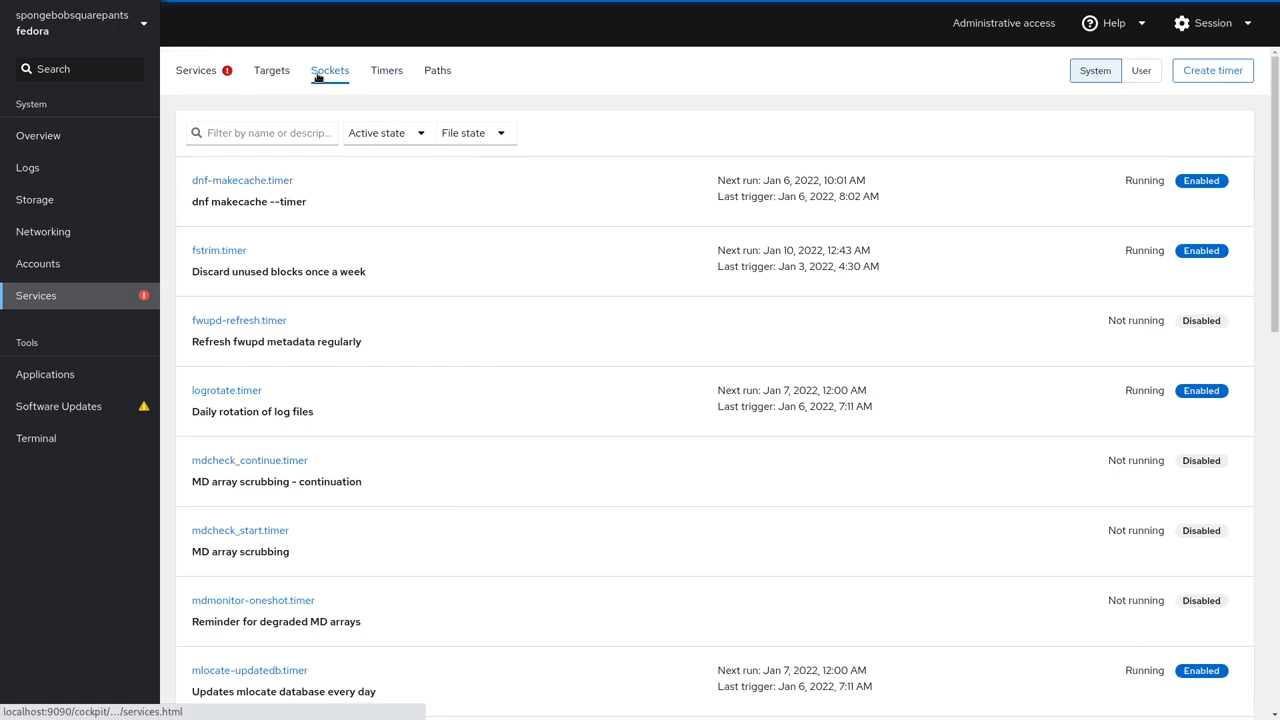 spongebobsquarepants
fedora
Search
System
Overview
Logs
Storage
Networking
Accounts
Services
Tools
Applications
Software Updates
Terminal
Administrative access
Help
Session
Services
Targets
Sockets
Timers
Paths
System
User
Create timer
Filter by name or descrip...
Active state
File state
dnf-makecache.timer
dnf makecache --timer
Next run: Jan 6, 2022, 10:01 AM
Last trigger: Jan 6, 2022, 8:02 AM
Running
Enabled
fstrim.timer
Discard unused blocks once a week
Next run: Jan 10, 2022, 12:43 AM
Last trigger: Jan 3, 2022, 4:30 AM
Running
Enabled
fwupd-refresh.timer
Refresh fwupd metadata regularly
Not running
Disabled
logrotate.timer
Daily rotation of log files
Next run: Jan 7, 2022, 12:00 AM
Last trigger: Jan 6, 2022, 7:11 AM
Running
Enabled
mdcheck_continue.timer
MD array scrubbing - continuation
Not running
Disabled
mdcheck_start.timer
MD array scrubbing
Not running
Disabled
mdmonitor-oneshot.timer
Reminder for degraded MD arrays
Not running
Disabled
mlocate-updatedb.timer
Updates mlocate database every day
Next run: Jan 7, 2022, 12:00 AM
Last trigger: Jan 6, 2022, 7:11 AM
Running
Enabled
localhost:9090/cockpit/.../services.html